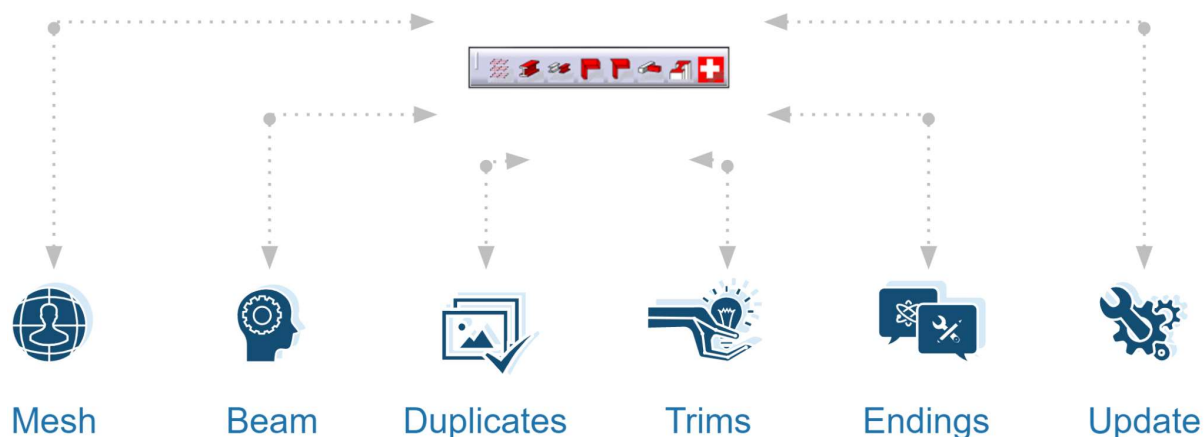 Mesh
Beam
Duplicates
Trims
Endings
Update